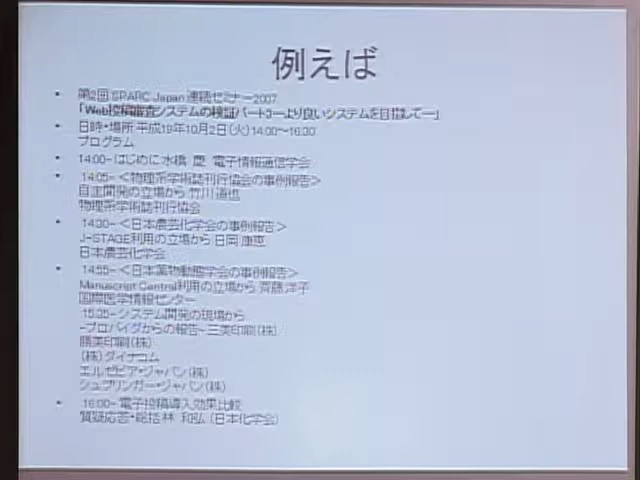 例えば
• 第2回 SPARC Japan 連続セミナー2007
「Web投稿審査システムの検証パート3ーより良いシステムを目指してー」
• 日時・場所 平成19年10月2日(火)14:00～16:30
プログラム
• 14:00- はじめに 水橋 慶 電子情報通信学会
• 14:05- <物理系学術誌刊行協会の事例報告>
自主開発の立場から 竹川 道也
物理系学術誌刊行協会
• 14:30- <日本農芸化学会の事例報告>
J-STAGE利用の立場から 日岡 康恵
日本農芸化学会
• 14:55- <日本薬物動態学会の事例報告>
Manuscript Central利用の立場から 斉藤 洋子
国際医学情報センター
15:35- システム開発の現場から
-プロバイダからの報告- 三美印刷(株)
勝美印刷(株)
(株)ダイナコム
エルゼビア・ジャパン(株)
シュプリンガー・ジャパン(株)
• 16:00- 電子投稿導入効果比較
質疑応答・総括 林 和弘 (日本化学会)